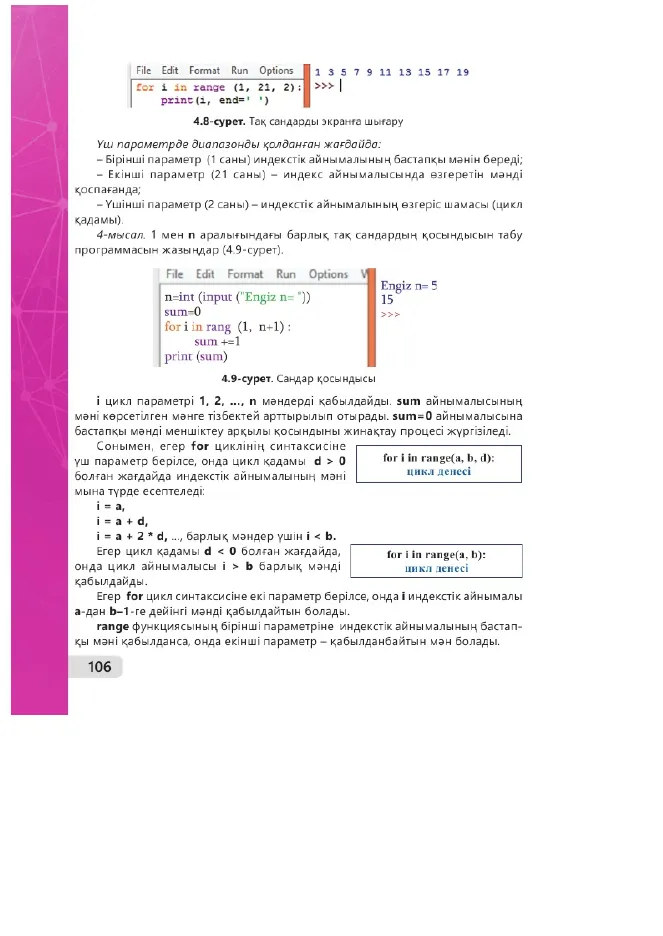 File Edit Format Run Options
for i in range (1, 21, 2):
print(i, end=' ')
1 3 5 7 9 11 13 15 17 19
>>>
4.8-сурет. Тақ сандарды экранға шығару
Үш параметрде диапазонды қолданған жағдайда:
– Бірінші параметр (1 саны) индекстік айнымалының бастапқы мәнін береді;
– Екінші параметр (21 саны) – индекс айнымалысында өзгеретін мәнді
қоспағанда;
– Үшінші параметр (2 саны) – индекстік айнымалының өзгеріс шамасы (цикл
қадамы).
4-мысал. 1 мен n аралығындағы барлық тақ сандардың қосындысын табу
программасын жазыңдар (4.9-сурет).
File Edit Format Run Options W
n=int (input ("Engiz n= "))
sum=0
for i in rang (1, n+1) :
sum +=1
print (sum)
Engiz n= 5
15
>>>
4.9-сурет. Сандар қосындысы
i цикл параметрі 1, 2, ..., n мәндерді қабылдайды. sum айнымалысының
мәні көрсетілген мәнге тізбектей арттырылып отырады. sum=0 айнымалысына
бастапқы мәнді меншіктеу арқылы қосындыны жинақтау процесі жүргізіледі.
Сонымен, егер for циклінің синтаксисіне
үш параметр берілсе, онда цикл қадамы d > 0
болған жағдайда индекстік айнымалының мәні
мына түрде есептеледі:
for i in range(a, b, d):
цикл денесі
i = a,
i = a + d,
i = a + 2 * d, ..., барлық мәндер үшін i < b.
Егер цикл қадамы d < 0 болған жағдайда,
онда цикл айнымалысы i > b барлық мәнді
қабылдайды.
for i in range(a, b):
цикл денесі
Егер for цикл синтаксисіне екі параметр берілсе, онда i индекстік айнымалы
a-дан b–1-ге дейінгі мәнді қабылдайтын болады.
range функциясының бірінші параметріне индекстік айнымалының бастап-
қы мәні қабылданса, онда екінші параметр – қабылданбайтын мән болады.
106